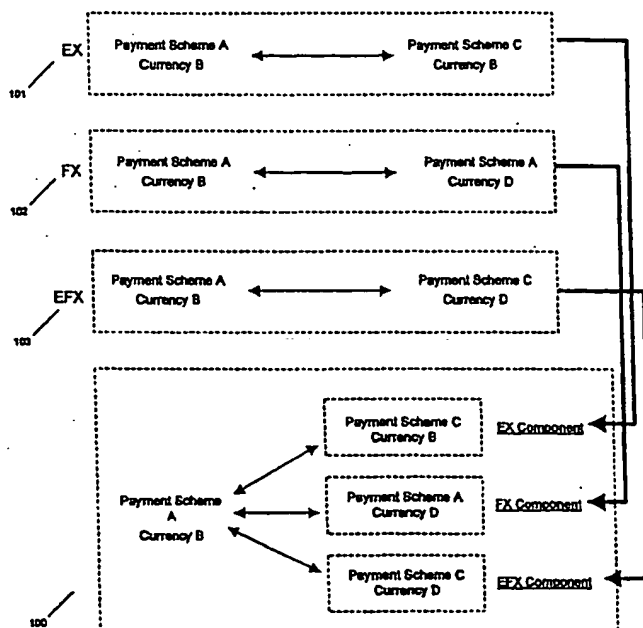 EX
Payment Scheme A
Currency B
Payment Scheme C
Currency B
101
FX
Payment Scheme A
Currency B
Payment Scheme A
Currency D
102
EFX
Payment Scheme A
Currency B
Payment Scheme C
Currency D
103
Payment Scheme C
Currency B
EX Component
Payment Scheme
A
Currency B
Payment Scheme A
Currency D
FX Component
Payment Scheme C
Currency D
EFX Component
100